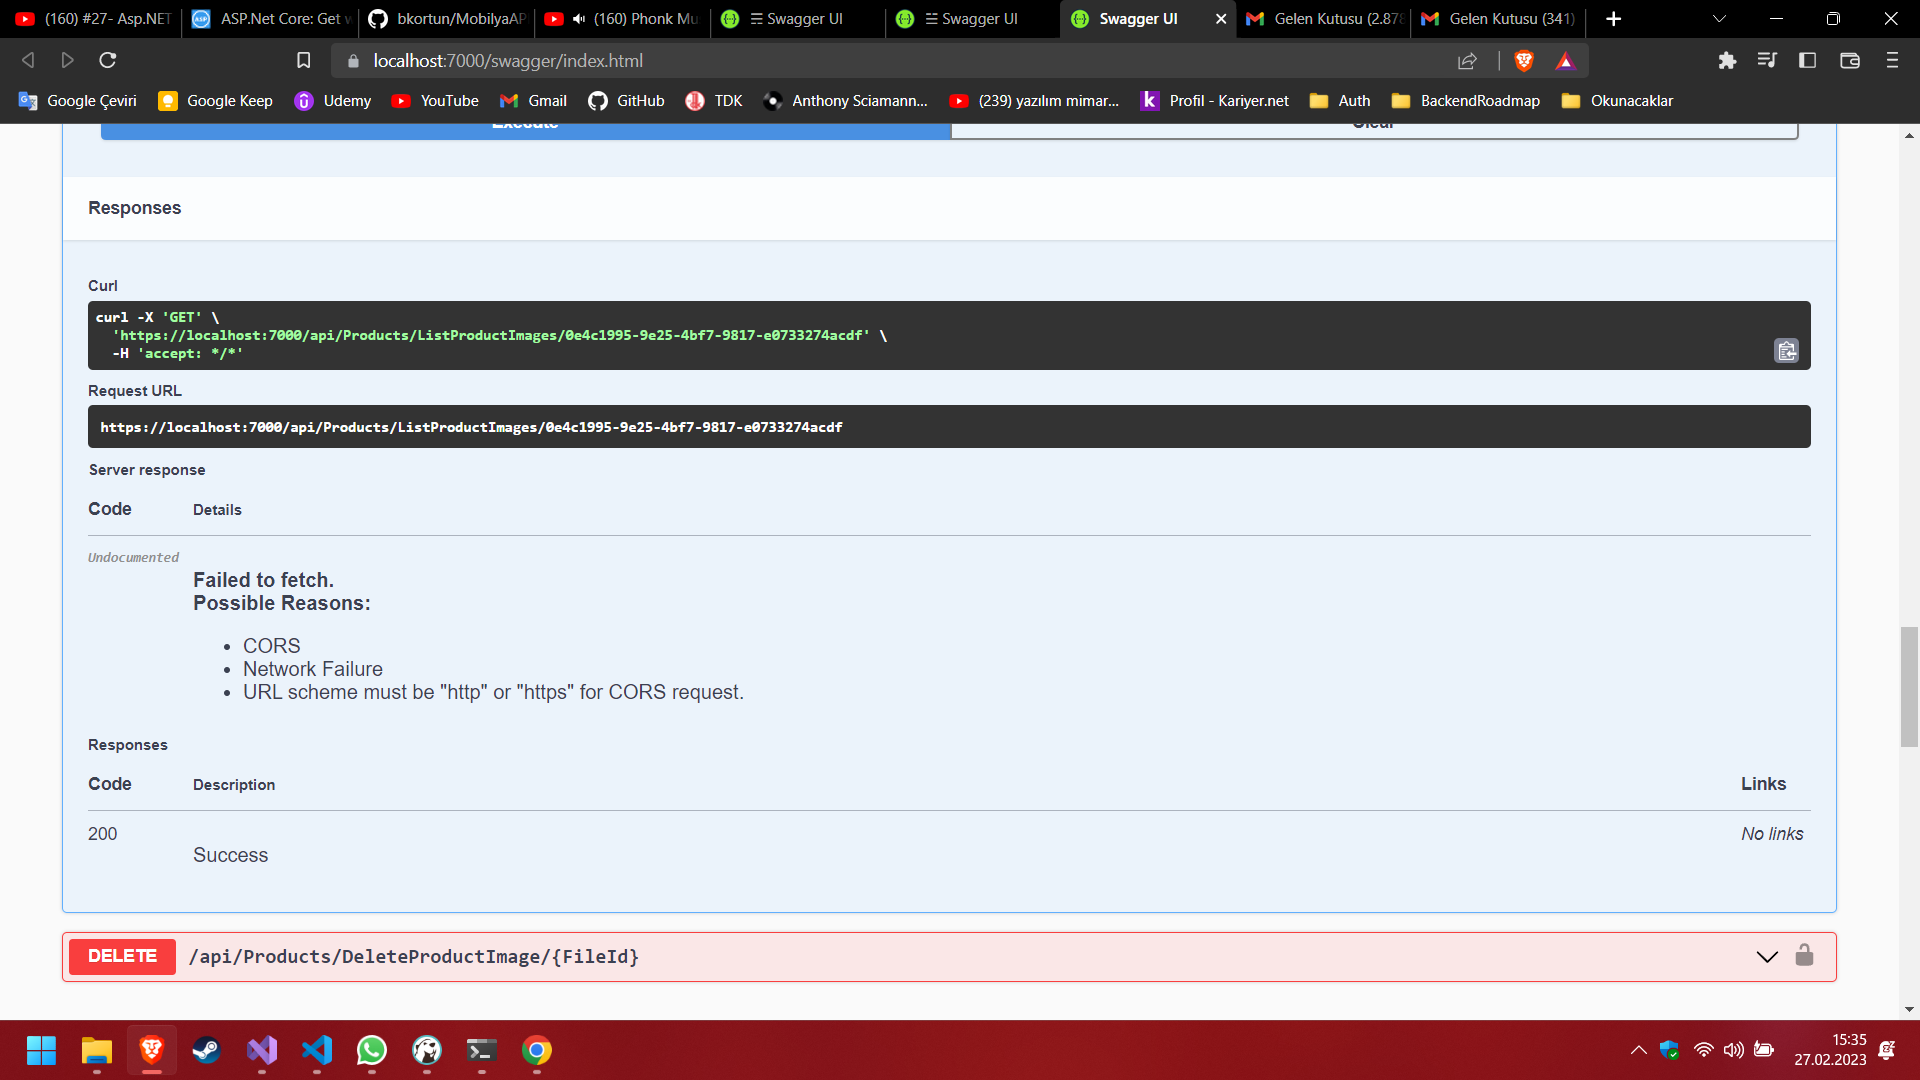 (160) #27- Asp.NET
ASP.Net Core: Get w
bkortun/MobilyaAP
(160) Phonk Mu
☰ Swagger UI
☰ Swagger UI
Swagger UI
Gelen Kutusu (2.878
Gelen Kutusu (341)
localhost:7000/swagger/index.html
Google Çeviri
Google Keep
Udemy
YouTube
Gmail
GitHub
TDK
Anthony Sciamann...
(239) yazılım mimar...
Profil - Kariyer.net
Auth
BackendRoadmap
Okunacaklar
Execute
Clear
Responses
Curl
curl -X 'GET' \
'https://localhost:7000/api/Products/ListProductImages/0e4c1995-9e25-4bf7-9817-e0733274acdf' \
-H 'accept: */*'
Request URL
https://localhost:7000/api/Products/ListProductImages/0e4c1995-9e25-4bf7-9817-e0733274acdf
Server response
Code Details
Undocumented
Failed to fetch.
Possible Reasons:
• CORS
• Network Failure
• URL scheme must be "http" or "https" for CORS request.
Responses
Code Description Links
200 No links
Success
DELETE /api/Products/DeleteProductImage/{FileId}
15:35
27.02.2023